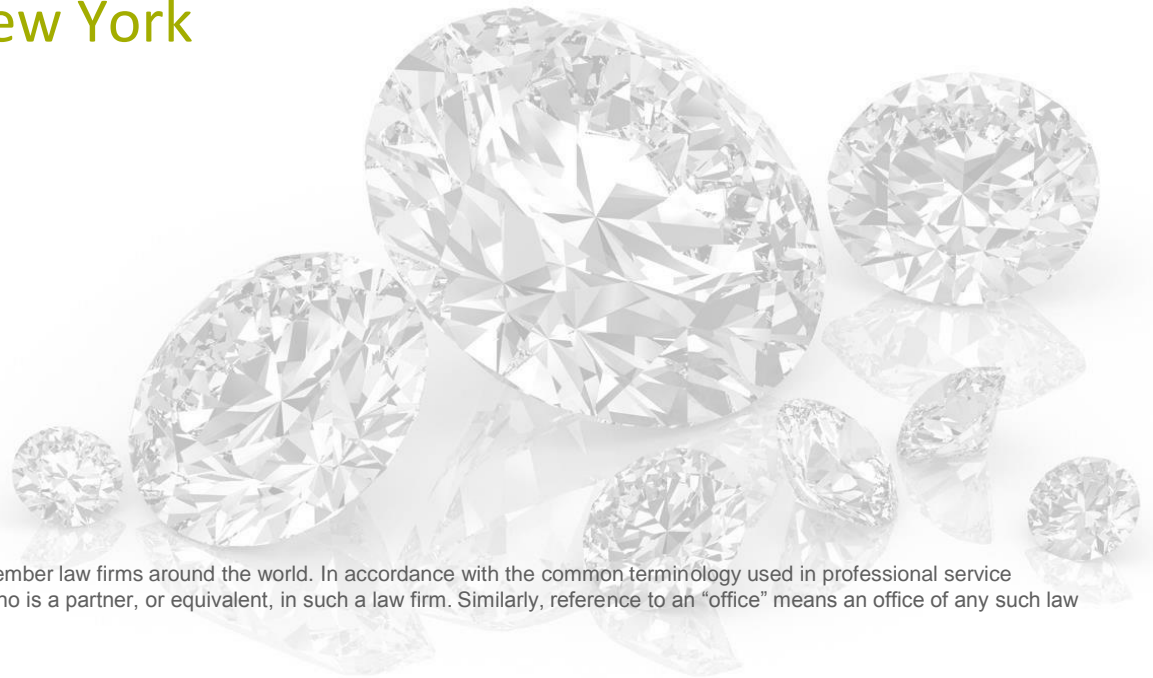 ew York
ember law firms around the world. In accordance with the common terminology used in professional service
ho is a partner, or equivalent, in such a law firm. Similarly, reference to an “office” means an office of any such law